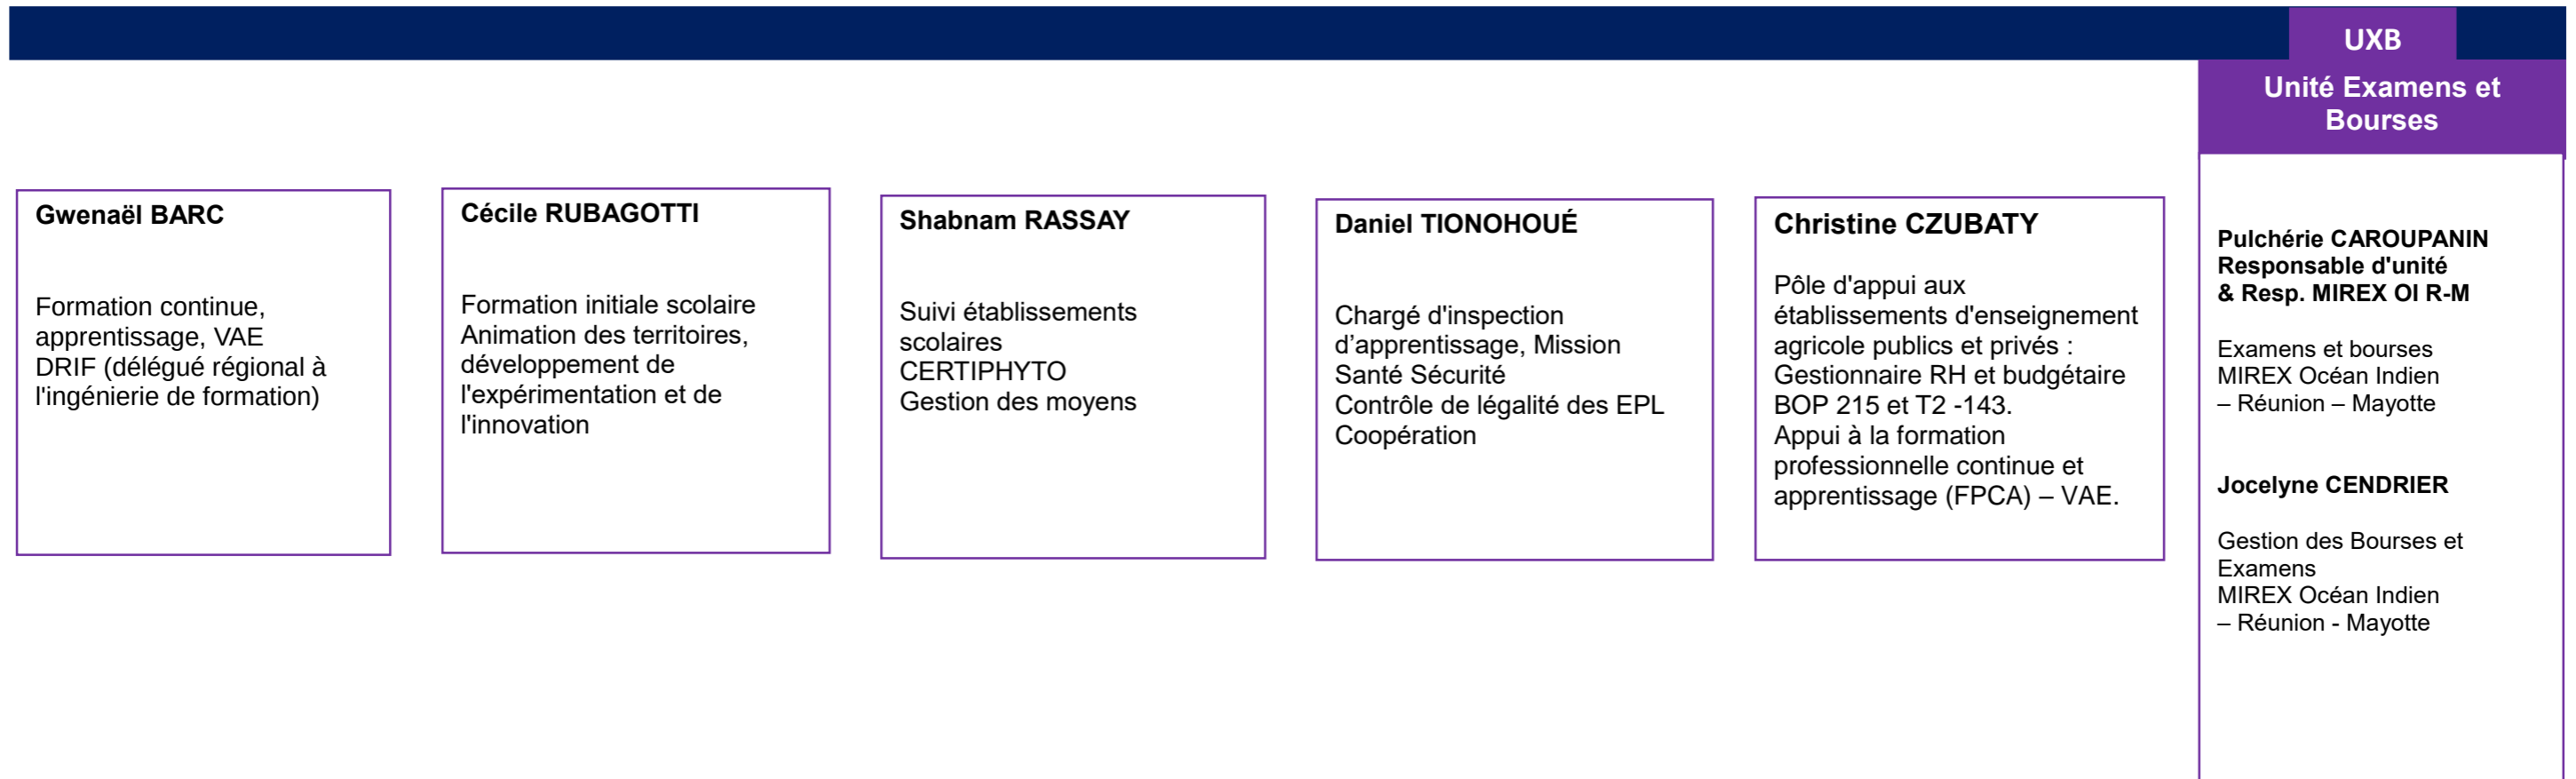 UXB
Unité Examens et
Bourses
Gwenaël BARC
Formation continue,
apprentissage, VAE
DRIF (délégué régional à
l'ingénierie de formation)
Cécile RUBAGOTTI
Formation initiale scolaire
Animation des territoires,
développement de
l'expérimentation et de
l'innovation
Shabnam RASSAY
Suivi établissements
scolaires
CERTIPHYTO
Gestion des moyens
Daniel TIONOHOUÉ
Chargé d'inspection
d’apprentissage, Mission
Santé Sécurité
Contrôle de légalité des EPL
Coopération
Christine CZUBATY
Pôle d'appui aux
établissements d'enseignement
agricole publics et privés :
Gestionnaire RH et budgétaire
BOP 215 et T2 -143.
Appui à la formation
professionnelle continue et
apprentissage (FPCA) – VAE.
Pulchérie CAROUPANIN
Responsable d'unité
& Resp. MIREX OI R-M
Examens et bourses
MIREX Océan Indien
– Réunion – Mayotte
Jocelyne CENDRIER
Gestion des Bourses et
Examens
MIREX Océan Indien
– Réunion - Mayotte